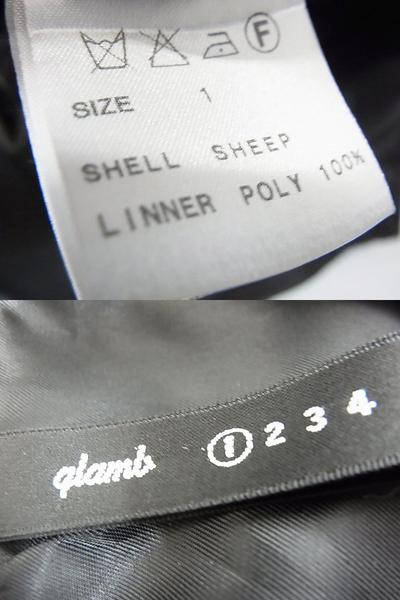 F
SIZE 1
SHELL SHEEP
LINNER POLY 100%
glamb 1 2 3 4